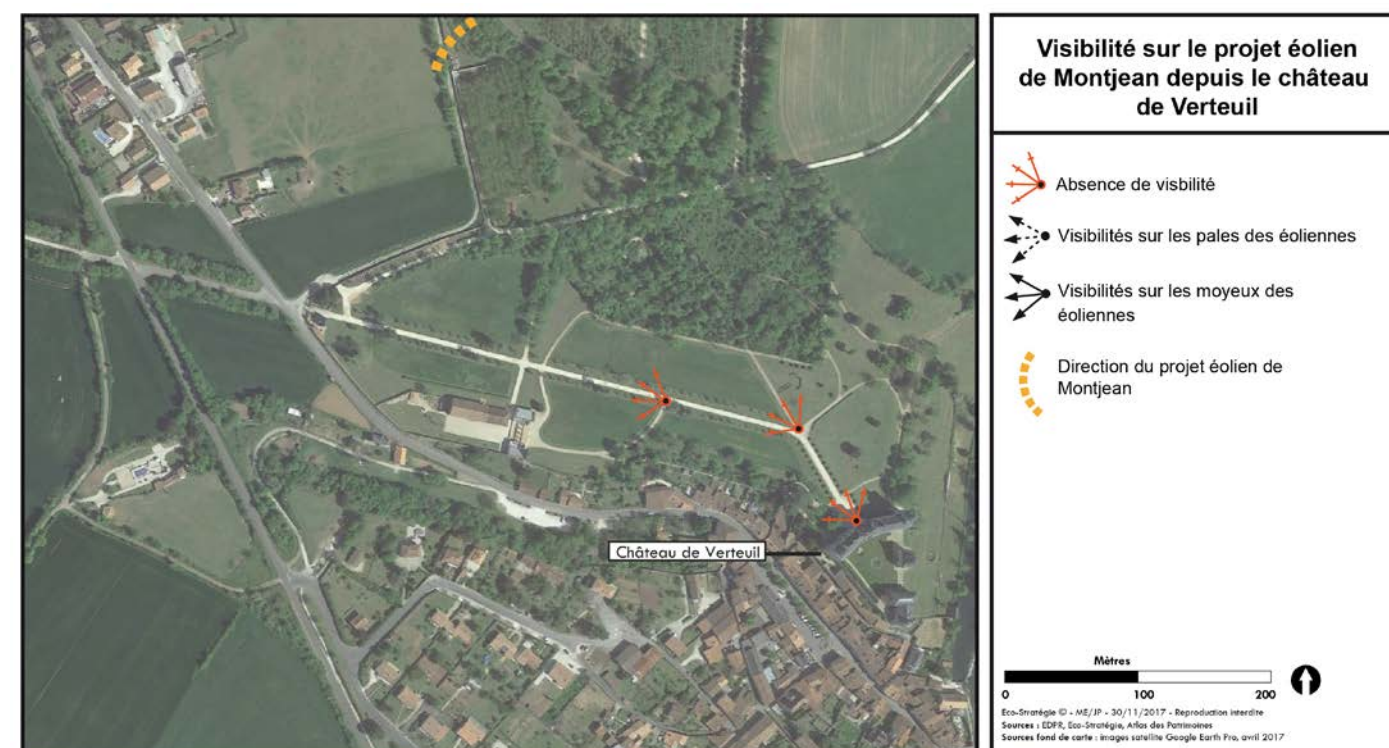 Visibilité sur le projet éolien
de Montjean depuis le château
de Verteuil
Absence de visbilité
Visibilités sur les pales des éoliennes
Visibilités sur les moyeux des
éoliennes
Direction du projet éolien de
Montjean
Château de Verteuil
Mètres
0 100 200
Eco-Stratégie © - ME/JP - 30/11/2017 - Reproduction interdite
Sources : EDPR, Eco-Stratégie, Atlas des Patrimoines
Sources fond de carte : images satellite Google Earth Pro, avril 2017